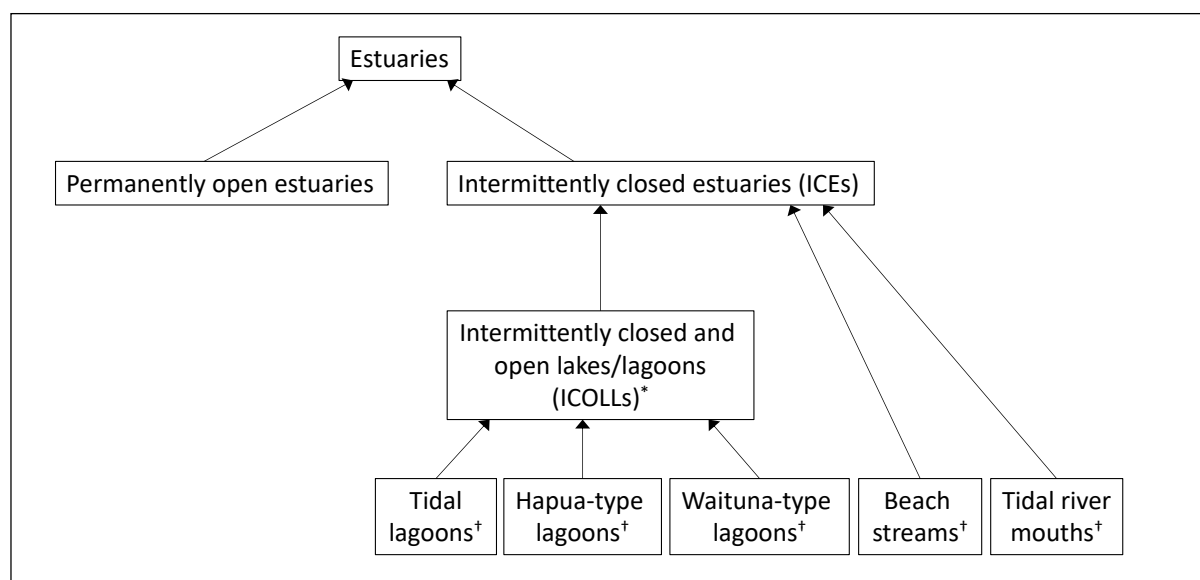 Estuaries
Permanently open estuaries
Intermittently closed estuaries (ICEs)
Intermittently closed and
open lakes/lagoons
(ICOLLs)*
Tidal
lagoons†
Hapua-type
lagoons†
Waituna-type
lagoons†
Beach
streams†
Tidal river
mouths†